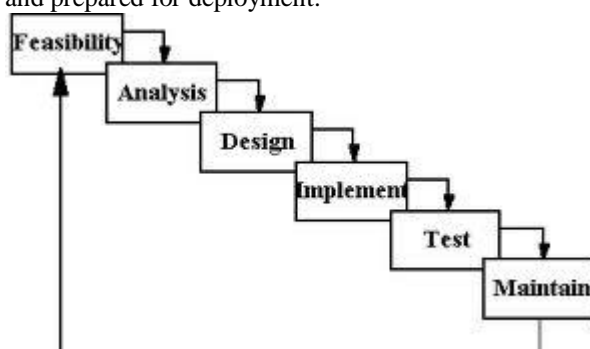 and prepared for deployment.
Feasibility
Analysis
Design
Implement
Test
Maintain